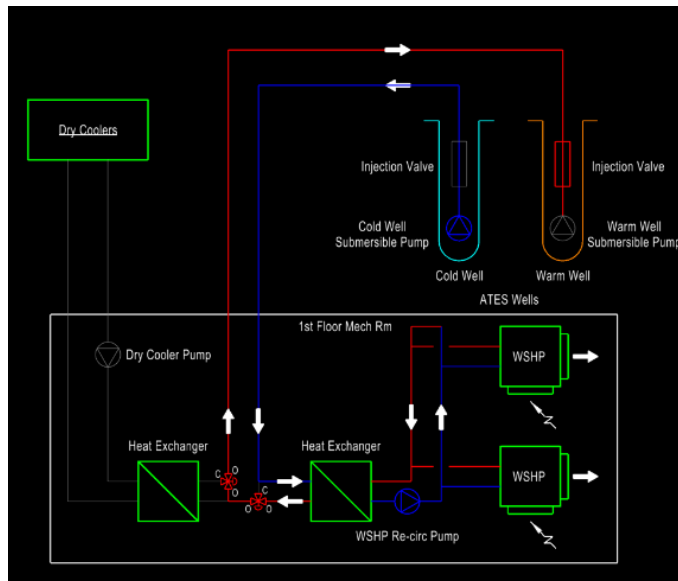 Dry Coolers
Injection Valve
Injection Valve
Cold Well
Submersible Pump
Warm Well
Submersible Pump
Cold Well
Warm Well
ATES Wells
1st Floor Mech Rm
Dry Cooler Pump
WSHP
Heat Exchanger
Heat Exchanger
C
O
O
C
O
O
WSHP
WSHP Re-circ Pump